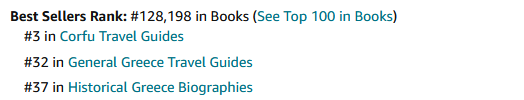 Best Sellers Rank: #128,198 in Books (See Top 100 in Books)
#3 in Corfu Travel Guides
#32 in General Greece Travel Guides
#37 in Historical Greece Biographies